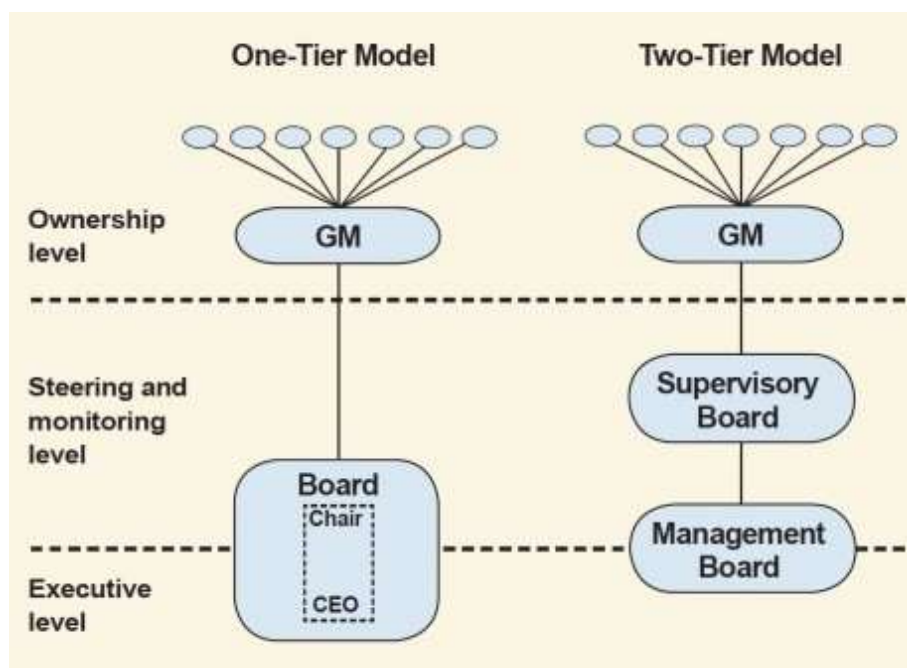 One-Tier Model
Two-Tier Model
Ownership
level
GM
GM
Steering and
monitoring
level
Supervisory
Board
Board
Chair
CEO
Management
Board
Executive
level